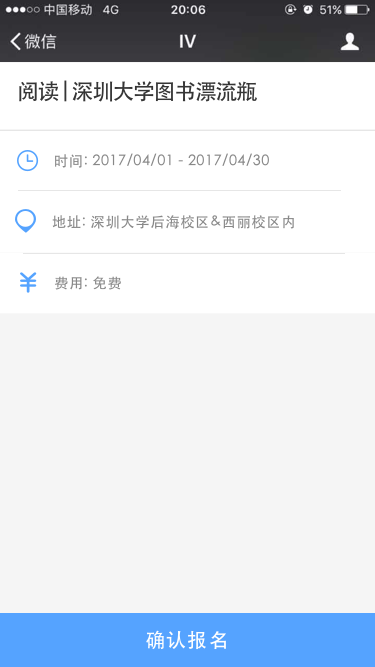 中国移动 4G 20:06 51%
微信 IV
阅读|深圳大学图书漂流瓶
时间: 2017/04/01 - 2017/04/30
地址: 深圳大学后海校区&西丽校区内
费用: 免费
确认报名